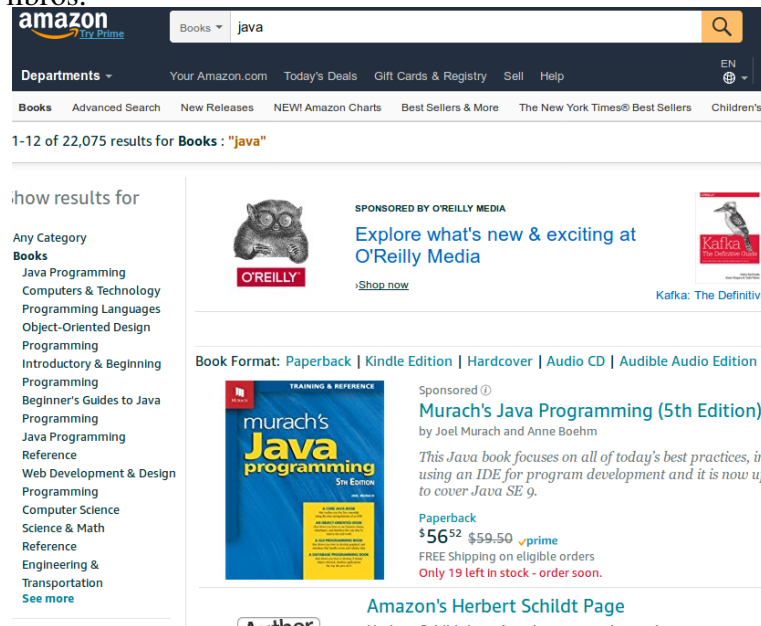 libros:
amazon
Try Prime
Books java
EN
Departments Your Amazon.com Today's Deals Gift Cards & Registry Sell Help
Books Advanced Search New Releases NEW! Amazon Charts Best Sellers & More The New York Times® Best Sellers Children's
1-12 of 22,075 results for Books : "java"
Show results for
Any Category
Books
Java Programming
Computers & Technology
Programming Languages
Object-Oriented Design
Programming
Introductory & Beginning
Programming
Beginner's Guides to Java
Programming
Java Programming
Reference
Web Development & Design
Programming
Computer Science
Science & Math
Reference
Engineering &
Transportation
See more
O'REILLY
SPONSORED BY O'REILLY MEDIA
Explore what's new & exciting at
O'Reilly Media
›Shop now
Kafka
The Definitive Guide
Kafka: The Definitiv
Book Format: Paperback | Kindle Edition | Hardcover | Audio CD | Audible Audio Edition
TRAINING & REFERENCE
murach's
Java
programming
5TH EDITION
Sponsored
Murach's Java Programming (5th Edition)
by Joel Murach and Anne Boehm
This Java book focuses on all of today's best practices, in
using an IDE for program development and it is now u
to cover Java SE 9.
Paperback
$56 52 $59.50 prime
FREE Shipping on eligible orders
Only 19 left in stock - order soon.
Author
Amazon's Herbert Schildt Page